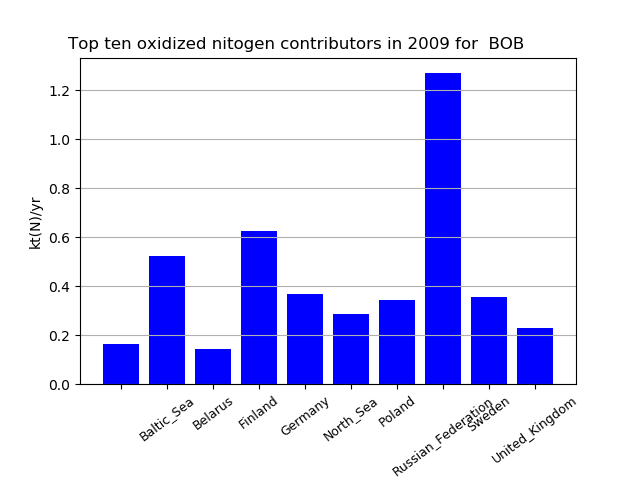 Top ten oxidized nitogen contributors in 2009 for  BOB
kt(N)/yr
1.2
1.0
0.8
0.6
0.4
0.2
0.0
Baltic_Sea
Belarus
Finland
Germany
North_Sea
Poland
Russian_Federation
Sweden
United_Kingdom